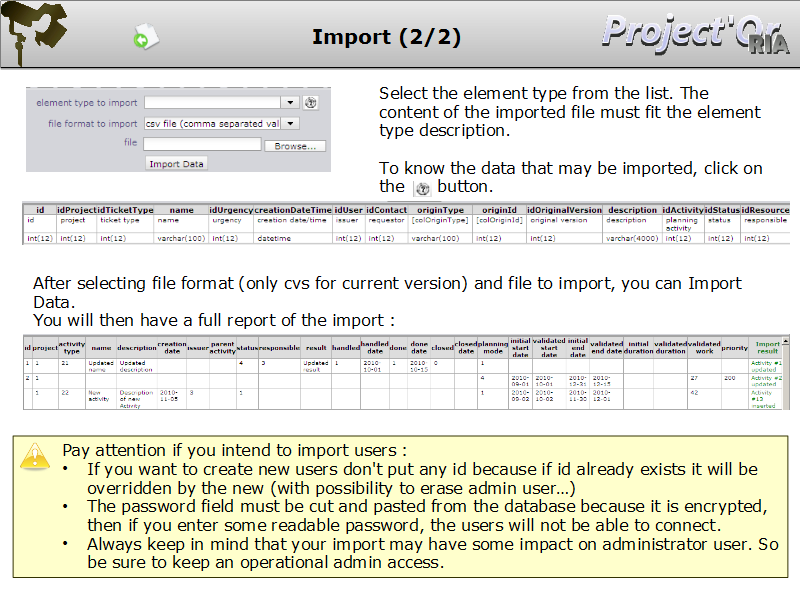 Import (2/2)
Project'Or
RIA
element type to import
file format to import csv file (comma separated val
file Browse...
Import Data
Select the element type from the list. The
content of the imported file must fit the element
type description.
To know the data that may be imported, click on
the button.
id idProject idTicketType name idUrgency creationDateTime idUser idContact originType originId idOriginalVersion description idActivity idStatus idResource
id project ticket type name urgency creation date/time issuer requestor [colOriginType] [colOriginId] original version description planning activity status responsible
int(12) int(12) int(12) varchar(100) int(12) datetime int(12) int(12) varchar(100) int(12) int(12) varchar(4000) int(12) int(12) int(12)
After selecting file format (only cvs for current version) and file to import, you can Import
Data.
You will then have a full report of the import :
id project activity type name description creation date issuer parent activity status responsible result handled handled date done done date closed closed date planning mode initial start date validated start date initial end date validated end date initial duration validated duration validated work priority Import result
1 1 21 Updated name Updated description 4 3 Updated result 1 2010-10-01 1 2010-10-15 0 1 Activity #1 updated
2 1 4 2010-09-01 2010-10-01 2010-12-31 2010-12-15 27 200 Activity #2 updated
1 22 New activity Description of new Activity 2010-11-05 3 1 1 2010-09-02 2010-10-02 2010-11-30 2010-12-01 42 Activity #13 inserted
Pay attention if you intend to import users :
• If you want to create new users don't put any id because if id already exists it will be
overridden by the new (with possibility to erase admin user…)
• The password field must be cut and pasted from the database because it is encrypted,
then if you enter some readable password, the users will not be able to connect.
• Always keep in mind that your import may have some impact on administrator user. So
be sure to keep an operational admin access.